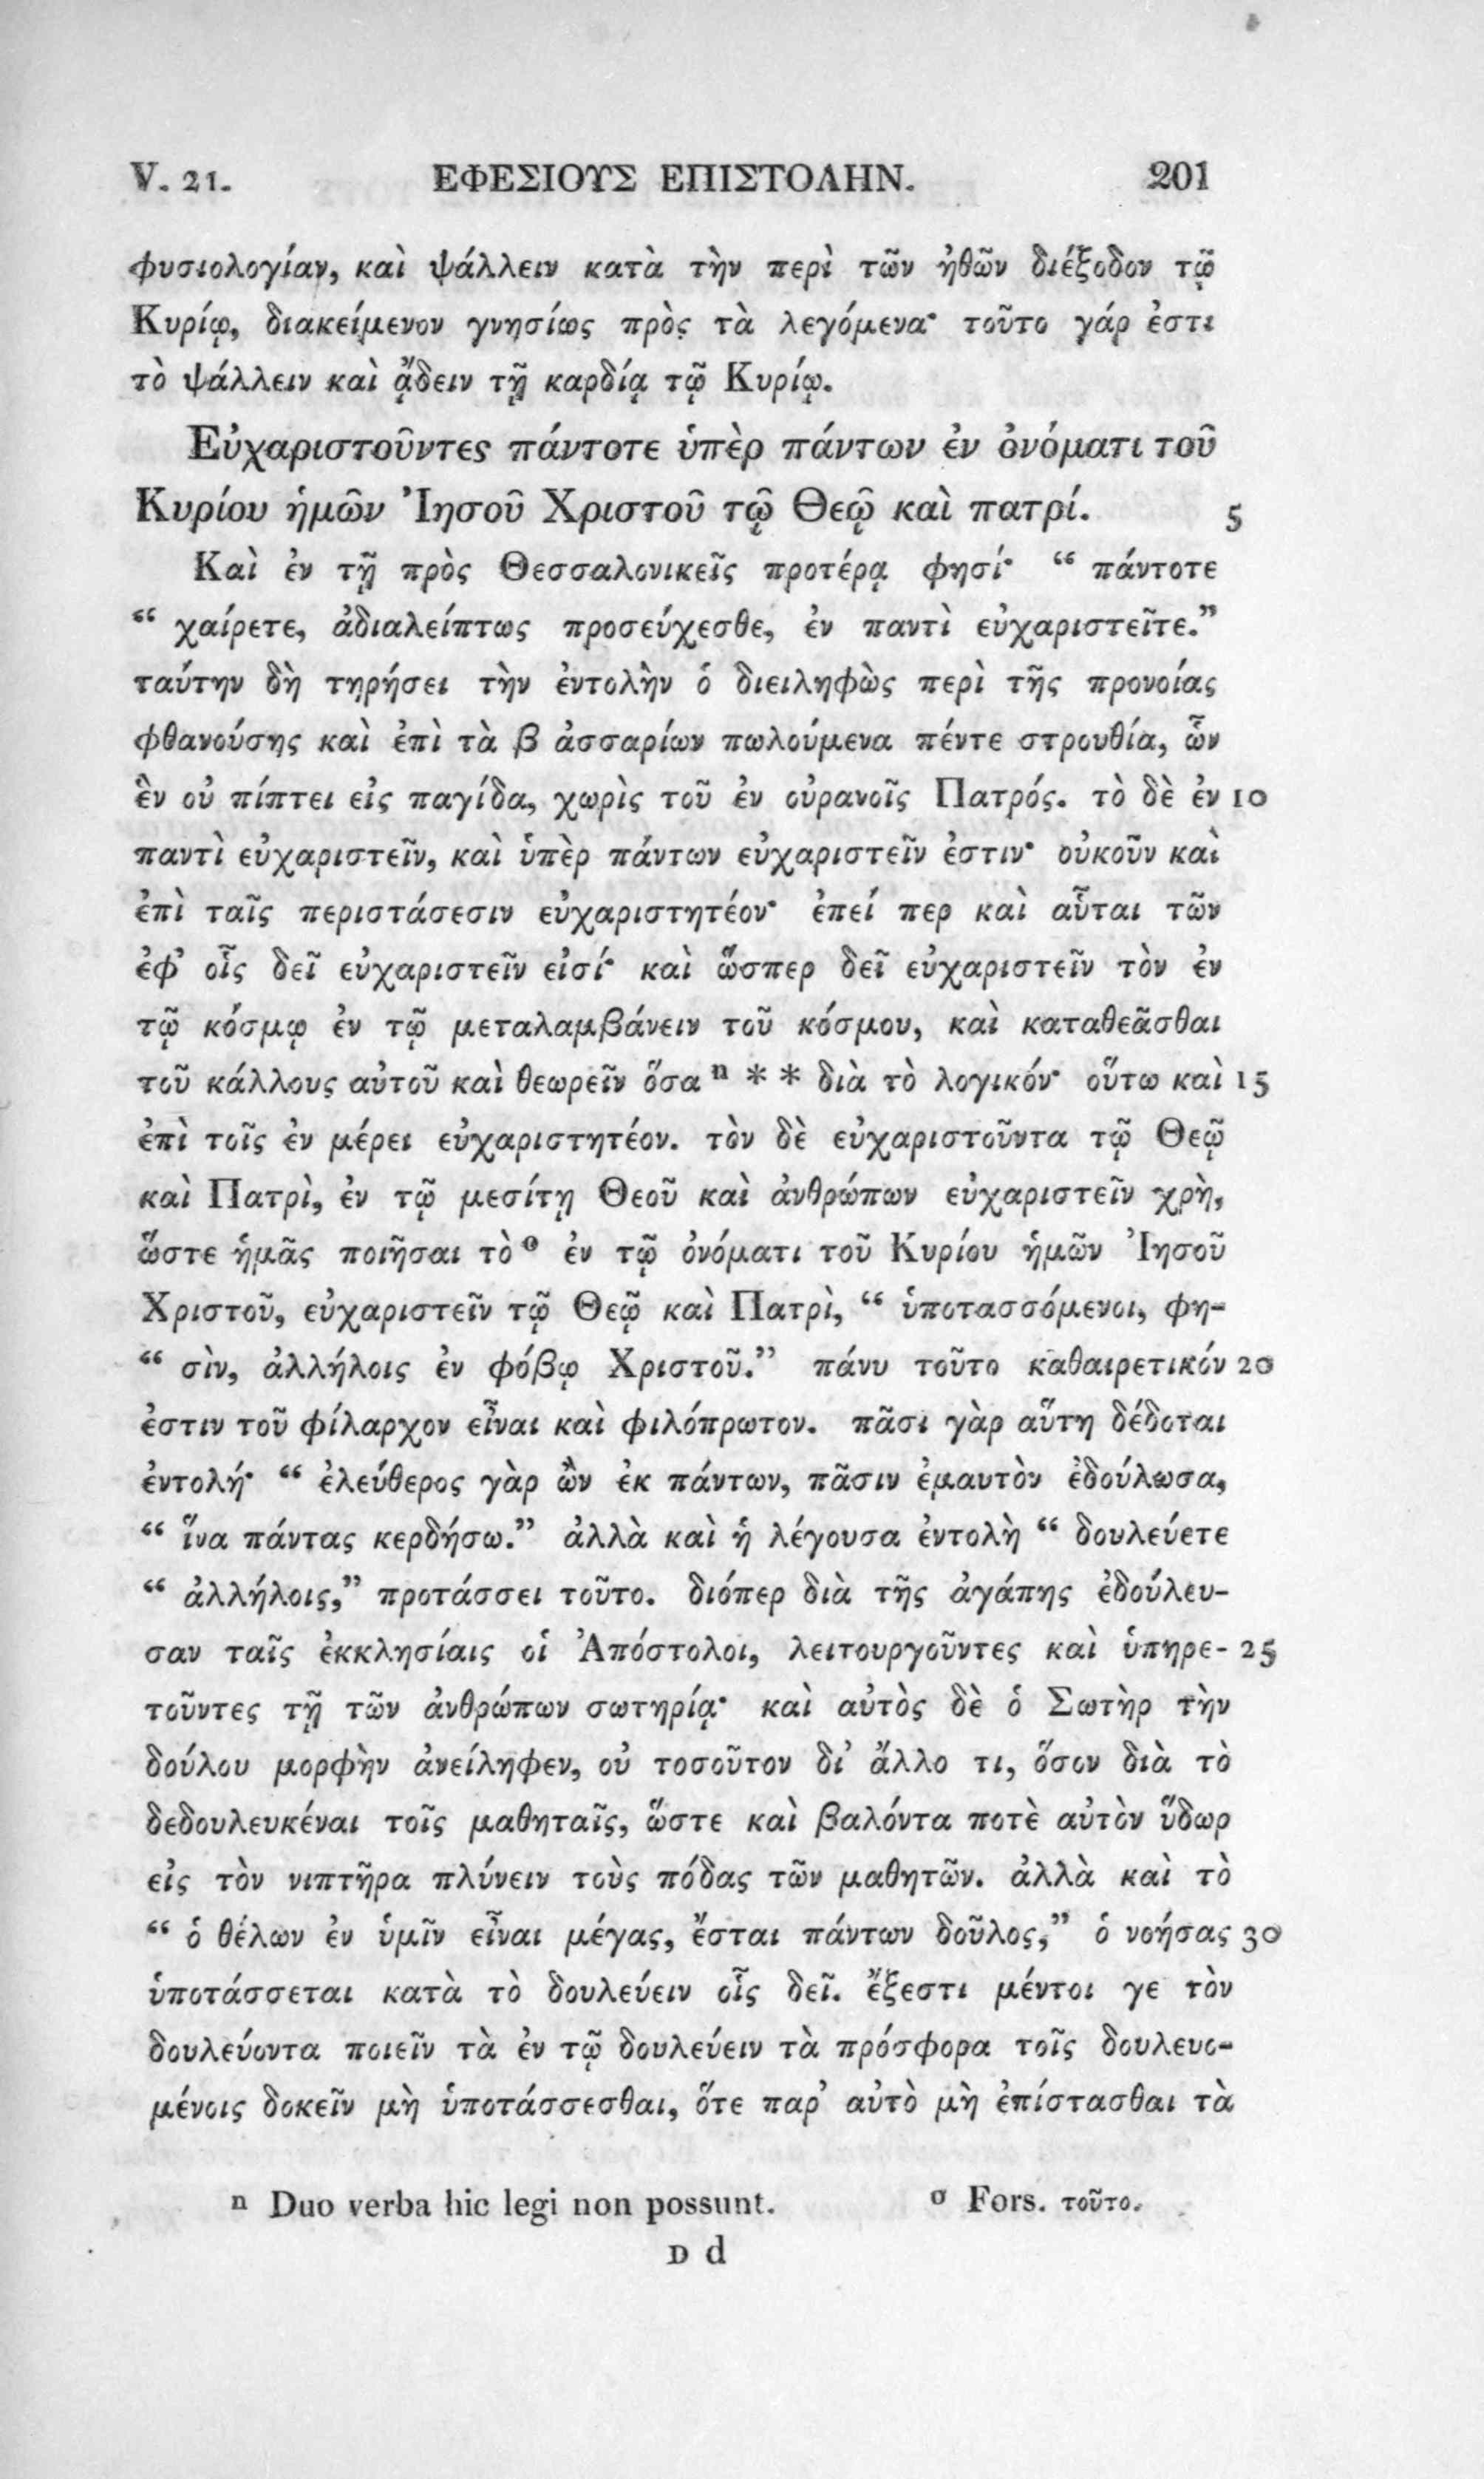 V. 21. ΕΦΕΣΙΟΥΣ ΕΠΙΣΤΟΛΗΝ. 201
φυσιολογίαν, καὶ ψάλλειν κατὰ τὴν περὶ τῶν ἠθῶν διέξοδον τῷ
Κυρίῳ, διακείμενον γνησίως πρὸς τὰ λεγόμενα· τοῦτο γάρ ἐστι
τὸ ψάλλειν καὶ ᾄδειν τῇ καρδίᾳ τῷ Κυρίῳ.
Εὐχαριστοῦντες πάντοτε ὑπὲρ πάντων ἐν ὀνόματι τοῦ
Κυρίου ἡμῶν Ἰησοῦ Χριστοῦ τῷ Θεῷ καὶ πατρί. 5
Καὶ ἐν τῇ πρὸς Θεσσαλονικεῖς προτέρᾳ φησί· “ πάντοτε
“ χαίρετε, ἀδιαλείπτως προσεύχεσθε, ἐν παντὶ εὐχαριστεῖτε.”
ταύτην δὴ τηρήσει τὴν ἐντολὴν ὁ διειληφὼς περὶ τῆς προνοίας
φθανούσης καὶ ἐπὶ τὰ β ἀσσαρίων πωλούμενα πέντε στρουθία, ὧν
ἓν οὐ πίπτει εἰς παγίδα, χωρὶς τοῦ ἐν οὐρανοῖς Πατρός. τὸ δὲ ἐν 10
παντὶ εὐχαριστεῖν, καὶ ὑπὲρ πάντων εὐχαριστεῖν ἐστιν· οὐκοῦν καὶ
ἐπὶ ταῖς περιστάσεσιν εὐχαριστητέον· ἐπεί περ καὶ αὗται τῶν
ἐφ’ οἷς δεῖ εὐχαριστεῖν εἰσί· καὶ ὥσπερ δεῖ εὐχαριστεῖν τὸν ἐν
τῷ κόσμῳ ἐν τῷ μεταλαμβάνειν τοῦ κόσμου, καὶ καταθεᾶσθαι
τοῦ κάλλους αὐτοῦ καὶ θεωρεῖν ὅσα n * * διὰ τὸ λογικόν· οὕτω καὶ 15
ἐπὶ τοῖς ἐν μέρει εὐχαριστητέον. τὸν δὲ εὐχαριστοῦντα τῷ Θεῷ
καὶ Πατρὶ, ἐν τῷ μεσίτῃ Θεοῦ καὶ ἀνθρώπων εὐχαριστεῖν χρὴ,
ὥστε ἡμᾶς ποιῆσαι τὸ o ἐν τῷ ὀνόματι τοῦ Κυρίου ἡμῶν Ἰησοῦ
Χριστοῦ, εὐχαριστεῖν τῷ Θεῷ καὶ Πατρὶ, “ ὑποτασσόμενοι, φη-
“ σὶν, ἀλλήλοις ἐν φόβῳ Χριστοῦ.” πάνυ τοῦτο καθαιρετικόν 20
ἐστιν τοῦ φίλαρχον εἶναι καὶ φιλόπρωτον. πᾶσι γὰρ αὕτη δέδοται
ἐντολή· “ ἐλεύθερος γὰρ ὢν ἐκ πάντων, πᾶσιν ἐμαυτὸν ἐδούλωσα,
“ ἵνα πάντας κερδήσω.” ἀλλὰ καὶ ἡ λέγουσα ἐντολὴ “ δουλεύετε
“ ἀλλήλοις,” προτάσσει τοῦτο. διόπερ διὰ τῆς ἀγάπης ἐδούλευ-
σαν ταῖς ἐκκλησίαις οἱ Ἀπόστολοι, λειτουργοῦντες καὶ ὑπηρε- 25
τοῦντες τῇ τῶν ἀνθρώπων σωτηρίᾳ· καὶ αὐτὸς δὲ ὁ Σωτὴρ τὴν
δούλου μορφὴν ἀνείληφεν, οὐ τοσοῦτον δι’ ἄλλο τι, ὅσον διὰ τὸ
δεδουλευκέναι τοῖς μαθηταῖς, ὥστε καὶ βαλόντα ποτὲ αὐτὸν ὕδωρ
εἰς τὸν νιπτῆρα πλύνειν τοὺς πόδας τῶν μαθητῶν. ἀλλὰ καὶ τὸ
“ ὁ θέλων ἐν ὑμῖν εἶναι μέγας, ἔσται πάντων δοῦλος,” ὁ νοήσας 30
ὑποτάσσεται κατὰ τὸ δουλεύειν οἷς δεῖ. ἔξεστι μέντοι γε τὸν
δουλεύοντα ποιεῖν τὰ ἐν τῷ δουλεύειν τὰ πρόσφορα τοῖς δουλευο-
μένοις δοκεῖν μὴ ὑποτάσσεσθαι, ὅτε παρ’ αὐτὸ μὴ ἐπίστασθαι τὰ
n Duo verba hic legi non possunt. o Fors. τοῦτο.
D d